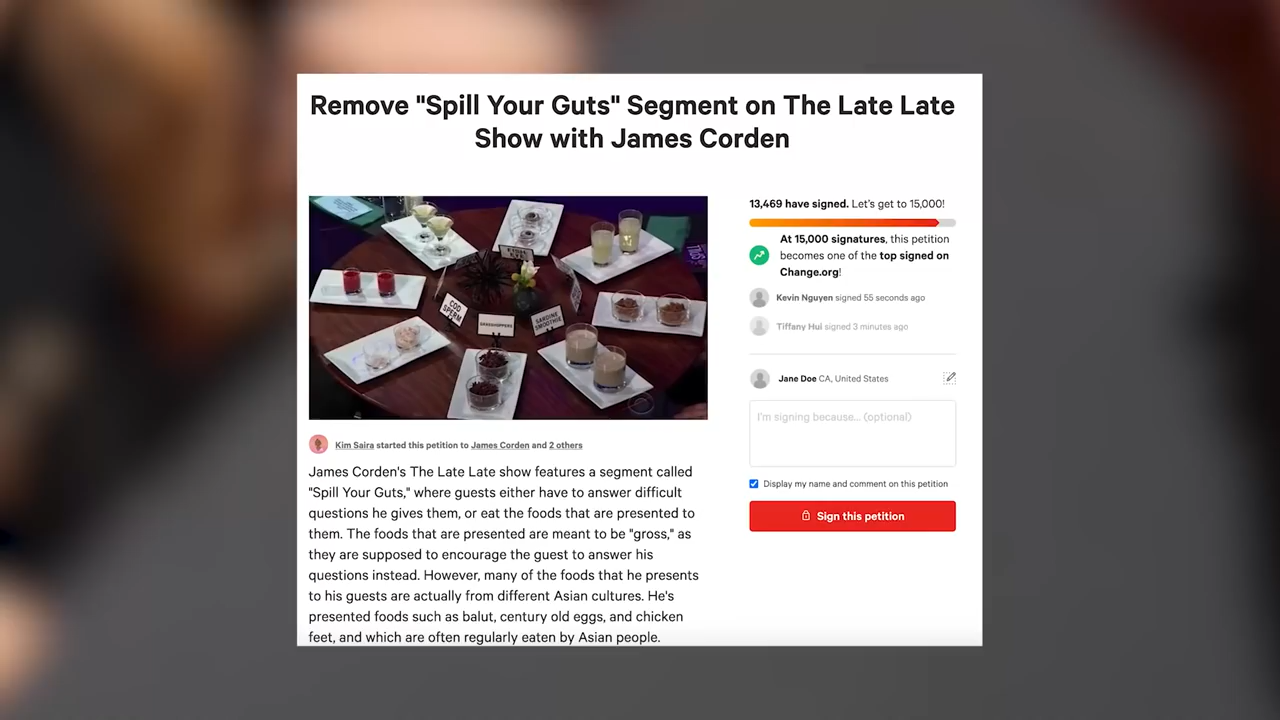 Remove "Spill Your Guts" Segment on The Late Late
Show with James Corden
COD
SPERM
GRASSHOPPERS
SARDINE
SMOOTHIE
Kim Saira started this petition to James Corden and 2 others
James Corden's The Late Late show features a segment called
"Spill Your Guts," where guests either have to answer difficult
questions he gives them, or eat the foods that are presented to
them. The foods that are presented are meant to be "gross," as
they are supposed to encourage the guest to answer his
questions instead. However, many of the foods that he presents
to his guests are actually from different Asian cultures. He's
presented foods such as balut, century old eggs, and chicken
feet, and which are often regularly eaten by Asian people.
13,469 have signed. Let's get to 15,000!
At 15,000 signatures, this petition
becomes one of the top signed on
Change.org!
Kevin Nguyen signed 55 seconds ago
Tiffany Hui signed 3 minutes ago
Jane Doe CA, United States
I'm signing because... (optional)
Display my name and comment on this petition
Sign this petition